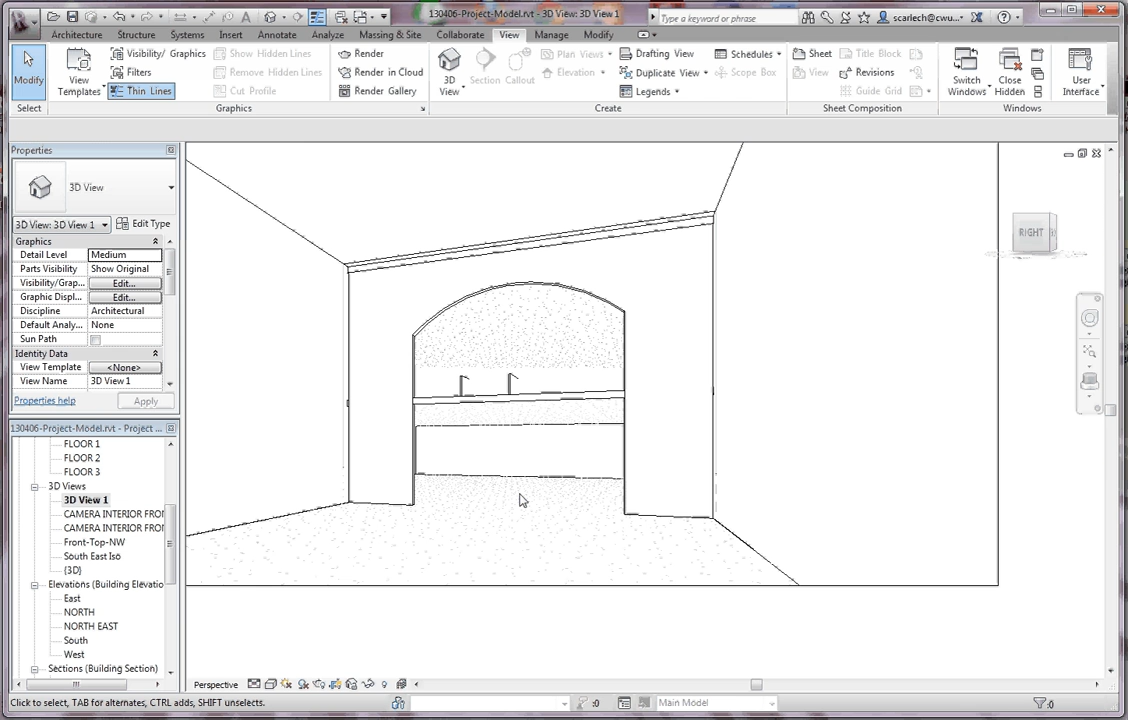 130406-Project-Model.rvt - 3D View: 3D View 1
Type a keyword or phrase
scarlech@cwu...
Architecture Structure Systems Insert Annotate Analyze Massing & Site Collaborate View Manage Modify
Modify
Select
View
Templates
Visibility/ Graphics
Filters
Thin Lines
Show Hidden Lines
Remove Hidden Lines
Cut Profile
Graphics
Render
Render in Cloud
Render Gallery
3D
View
Section
Callout
Plan Views
Elevation
Drafting View
Duplicate View
Legends
Schedules
Scope Box
Create
Sheet
View
Title Block
Revisions
Guide Grid
Sheet Composition
Switch
Windows
Close
Hidden
Windows
User
Interface
Properties
3D View
3D View: 3D View 1
Edit Type
Graphics
Detail Level Medium
Parts Visibility Show Original
Visibility/Grap... Edit...
Graphic Displ... Edit...
Discipline Architectural
Default Analy... None
Sun Path
Identity Data
View Template <None>
View Name 3D View 1
Properties help
Apply
130406-Project-Model.rvt - Project ...
FLOOR 1
FLOOR 2
FLOOR 3
3D Views
3D View 1
CAMERA INTERIOR FRO
CAMERA INTERIOR FRO
Front-Top-NW
South East Iso
{3D}
Elevations (Building Elevatio
East
NORTH
NORTH EAST
South
West
Sections (Building Section)
RIGHT
Perspective
Click to select, TAB for alternates, CTRL adds, SHIFT unselects.
:0
Main Model
:0